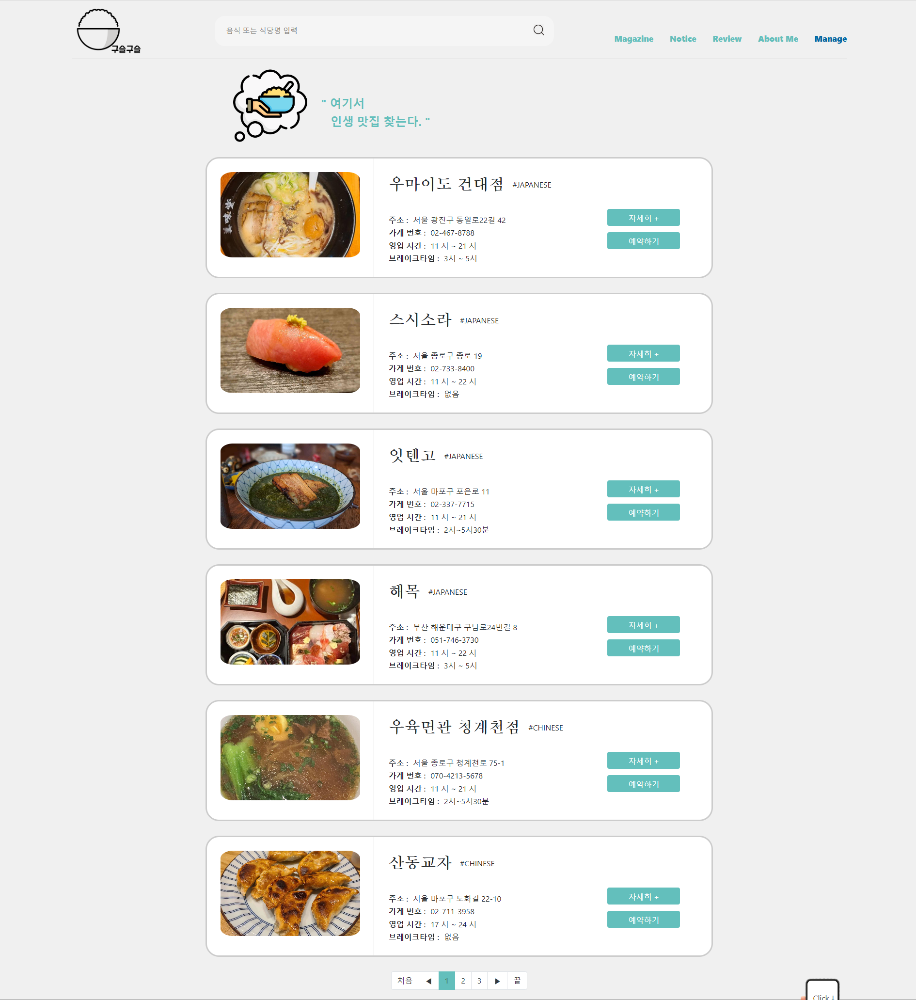 구슬구슬
음식 또는 식당명 입력
Magazine Notice Review About Me Manage
" 여기서
인생 맛집 찾는다. "
우마이도 건대점 #JAPANESE
주소 : 서울 광진구 동일로22길 42
가게 번호 : 02-467-8788
영업 시간 : 11 시 ~ 21 시
브레이크타임 : 3시 ~ 5시
자세히 +
예약하기
스시소라 #JAPANESE
주소 : 서울 종로구 종로 19
가게 번호 : 02-733-8400
영업 시간 : 11 시 ~ 22 시
브레이크타임 : 없음
자세히 +
예약하기
잇텐고 #JAPANESE
주소 : 서울 마포구 포은로 11
가게 번호 : 02-337-7715
영업 시간 : 11 시 ~ 21 시
브레이크타임 : 2시~5시30분
자세히 +
예약하기
해목 #JAPANESE
주소 : 부산 해운대구 구남로24번길 8
가게 번호 : 051-746-3730
영업 시간 : 11 시 ~ 22 시
브레이크타임 : 3시 ~ 5시
자세히 +
예약하기
우육면관 청계천점 #CHINESE
주소 : 서울 종로구 청계천로 75-1
가게 번호 : 070-4213-5678
영업 시간 : 11 시 ~ 21 시
브레이크타임 : 2시~5시30분
자세히 +
예약하기
산동교자 #CHINESE
주소 : 서울 마포구 도화길 22-10
가게 번호 : 02-711-3958
영업 시간 : 17 시 ~ 24 시
브레이크타임 : 없음
자세히 +
예약하기
처음 ◀ 1 2 3 ▶ 끝
Click ↓